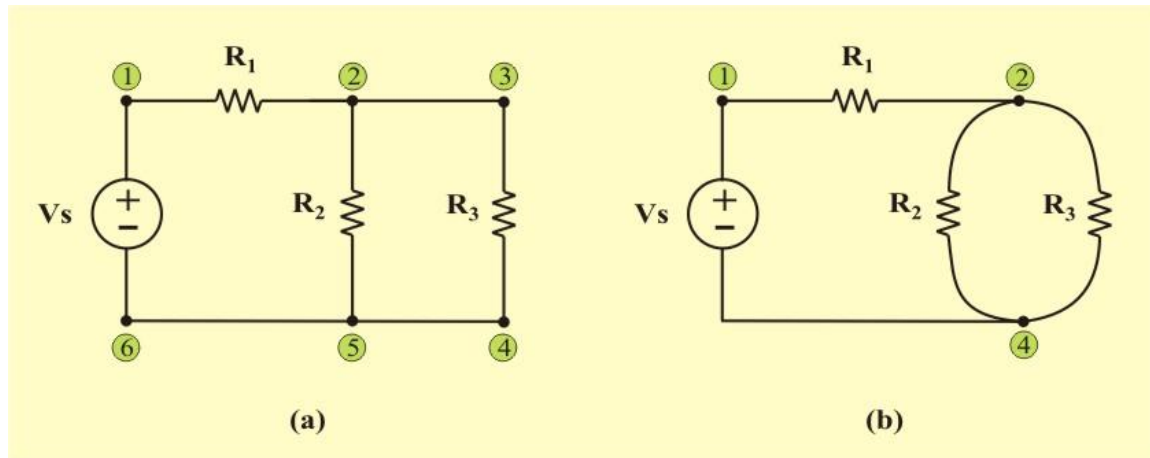 R₁ R₁
1 2 3 1 2
+ +
Vs R₂ R₃ Vs R₂ R₃
− −
6 5 4 4
(a) (b)